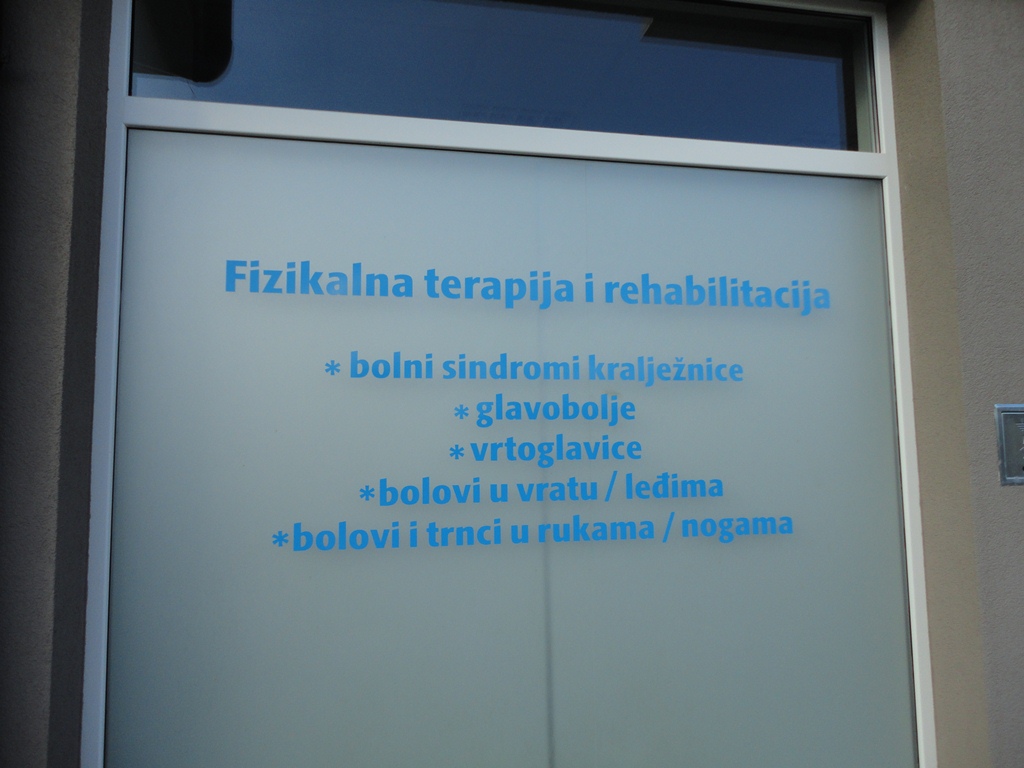 Fizikalna terapija i rehabilitacija
* bolni sindromi kralježnice
* glavobolje
* vrtoglavice
*bolovi u vratu / leđima
*bolovi i trnci u rukama / nogama